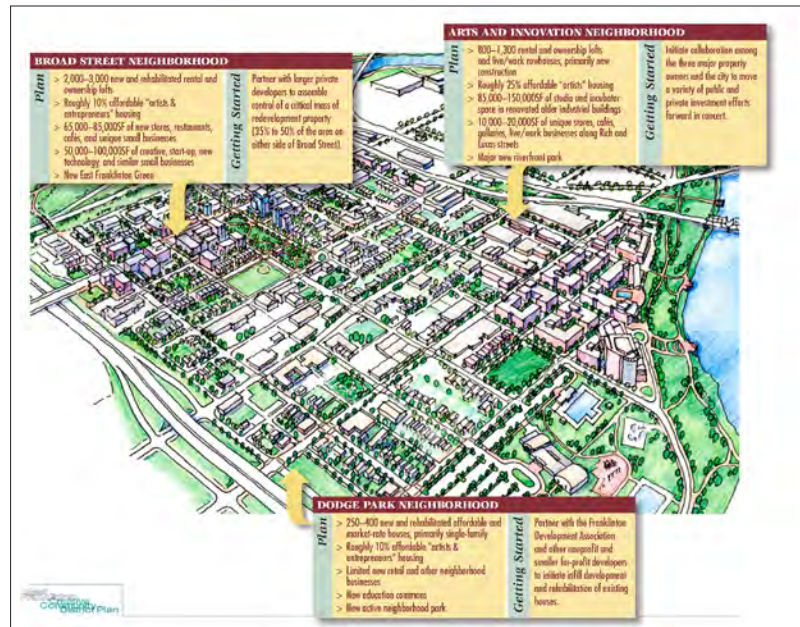 BROAD STREET NEIGHBORHOOD
Plan
> 2,000–3,000 new and rehabilitated rental and
ownership lofts
> Roughly 10% affordable "artists &
entrepreneurs" housing
> 65,000–85,000SF of new stores, restaurants,
cafés, and unique small businesses
> 50,000–100,000SF of creative, start-up, new
technology, and similar small businesses
> New East Franklinton Green
Getting Started
Partner with larger private
developers to assemble
control of a critical mass of
redevelopment property
(35% to 50% of the area on
either side of Broad Street).
ARTS AND INNOVATION NEIGHBORHOOD
Plan
> 800–1,300 rental and ownership lofts
and live/work rowhouses, primarily new
construction
> Roughly 25% affordable "artists" housing
> 85,000–150,000SF of studio and incubator
space in renovated older industrial buildings
> 10,000–20,000SF of unique stores, cafés,
galleries, live/work businesses along Rich and
Lucas streets
> Major new riverfront park
Getting Started
Initiate collaboration among
the three major property
owners and the city to move
a variety of public and
private investment efforts
forward in concert.
DODGE PARK NEIGHBORHOOD
Plan
> 250–400 new and rehabilitated affordable and
market-rate houses, primarily single-family
> Roughly 10% affordable "artists &
entrepreneurs" housing
> Limited new retail and other neighborhood
businesses
> New education commons
> New active neighborhood park
Getting Started
Partner with the Franklinton
Development Association
and other nonprofit and
smaller for-profit developers
to initiate infill development
and rehabilitation of existing
houses.
Community
District Plan